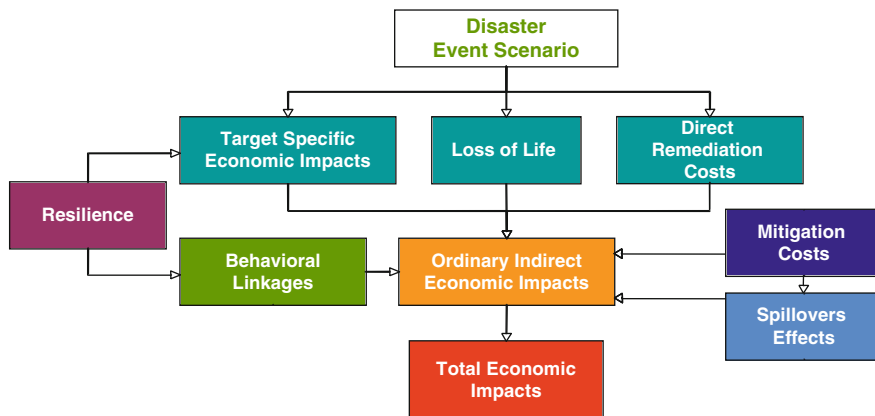 Disaster
Event Scenario
Target Specific
Economic Impacts
Loss of Life
Direct
Remediation
Costs
Resilience
Behavioral
Linkages
Ordinary Indirect
Economic Impacts
Mitigation
Costs
Spillovers
Effects
Total Economic
Impacts